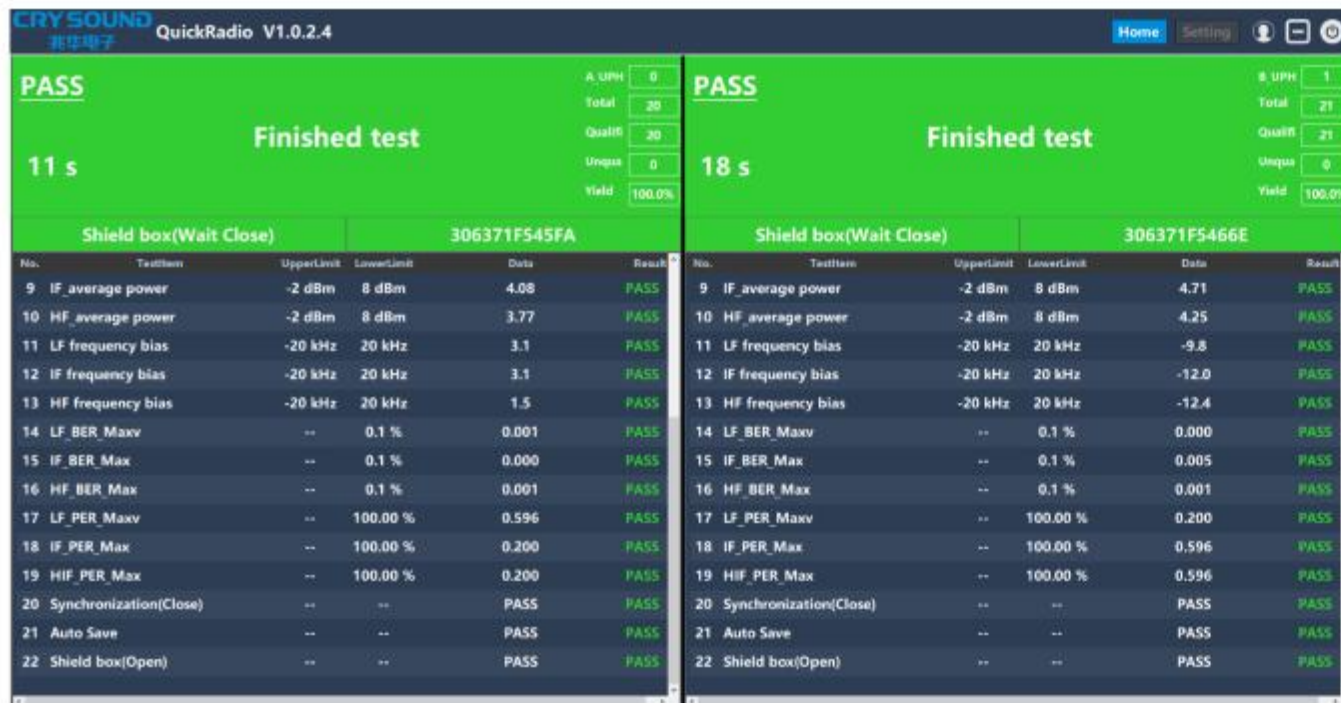 CRYSOUND
兆华电子
QuickRadio V1.0.2.4
Home Setting
PASS
Finished test
11 s
A UPH 0
Total 20
Qualifi 20
Unqua 0
Yield 100.0%
Shield box(Wait Close) 306371F545FA
No. TestItem UpperLimit LowerLimit Data Result
9 IF_average power -2 dBm 8 dBm 4.08 PASS
10 HF_average power -2 dBm 8 dBm 3.77 PASS
11 LF frequency bias -20 kHz 20 kHz 3.1 PASS
12 IF frequency bias -20 kHz 20 kHz 3.1 PASS
13 HF frequency bias -20 kHz 20 kHz 1.5 PASS
14 LF_BER_Maxv -- 0.1 % 0.001 PASS
15 IF_BER_Max -- 0.1 % 0.000 PASS
16 HF_BER_Max -- 0.1 % 0.001 PASS
17 LF_PER_Maxv -- 100.00 % 0.596 PASS
18 IF_PER_Max -- 100.00 % 0.200 PASS
19 HIF_PER_Max -- 100.00 % 0.200 PASS
20 Synchronization(Close) -- -- PASS PASS
21 Auto Save -- -- PASS PASS
22 Shield box(Open) -- -- PASS PASS
PASS
Finished test
18 s
B UPH 1
Total 21
Qualifi 21
Unqua 0
Yield 100.0%
Shield box(Wait Close) 306371F5466E
No. TestItem UpperLimit LowerLimit Data Result
9 IF_average power -2 dBm 8 dBm 4.71 PASS
10 HF_average power -2 dBm 8 dBm 4.25 PASS
11 LF frequency bias -20 kHz 20 kHz -9.8 PASS
12 IF frequency bias -20 kHz 20 kHz -12.0 PASS
13 HF frequency bias -20 kHz 20 kHz -12.4 PASS
14 LF_BER_Maxv -- 0.1 % 0.000 PASS
15 IF_BER_Max -- 0.1 % 0.005 PASS
16 HF_BER_Max -- 0.1 % 0.001 PASS
17 LF_PER_Maxv -- 100.00 % 0.200 PASS
18 IF_PER_Max -- 100.00 % 0.596 PASS
19 HIF_PER_Max -- 100.00 % 0.596 PASS
20 Synchronization(Close) -- -- PASS PASS
21 Auto Save -- -- PASS PASS
22 Shield box(Open) -- -- PASS PASS